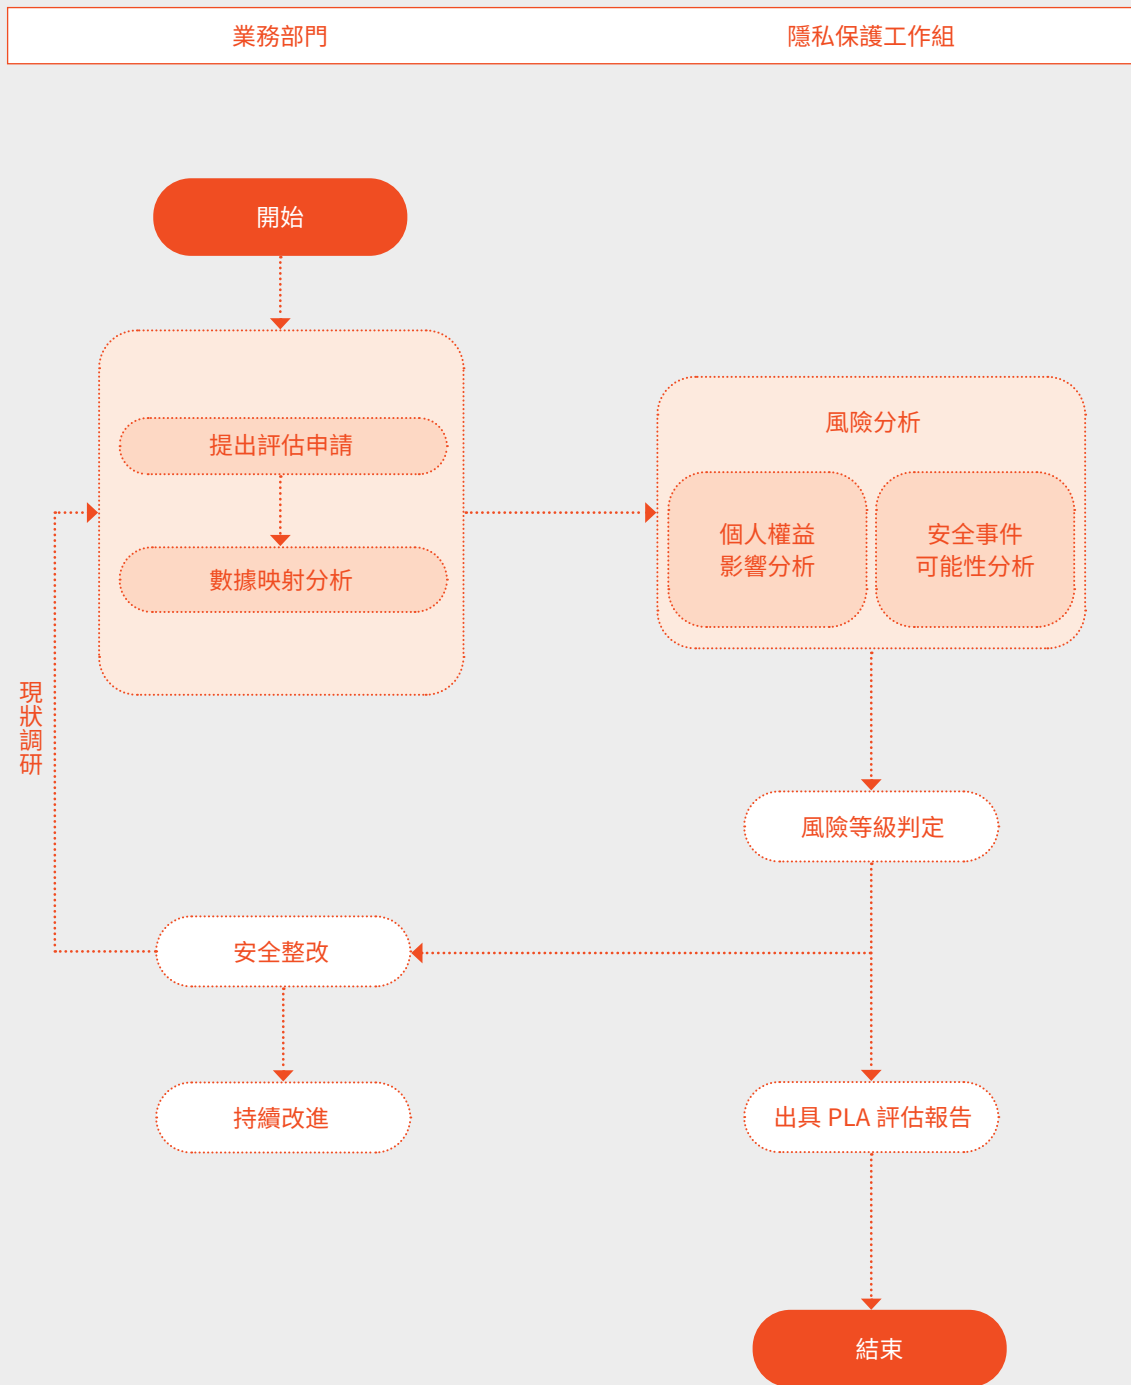 業務部門
隱私保護工作組
開始
提出評估申請
數據映射分析
風險分析
個人權益
影響分析
安全事件
可能性分析
現狀調研
風險等級判定
安全整改
持續改進
出具 PLA 評估報告
結束